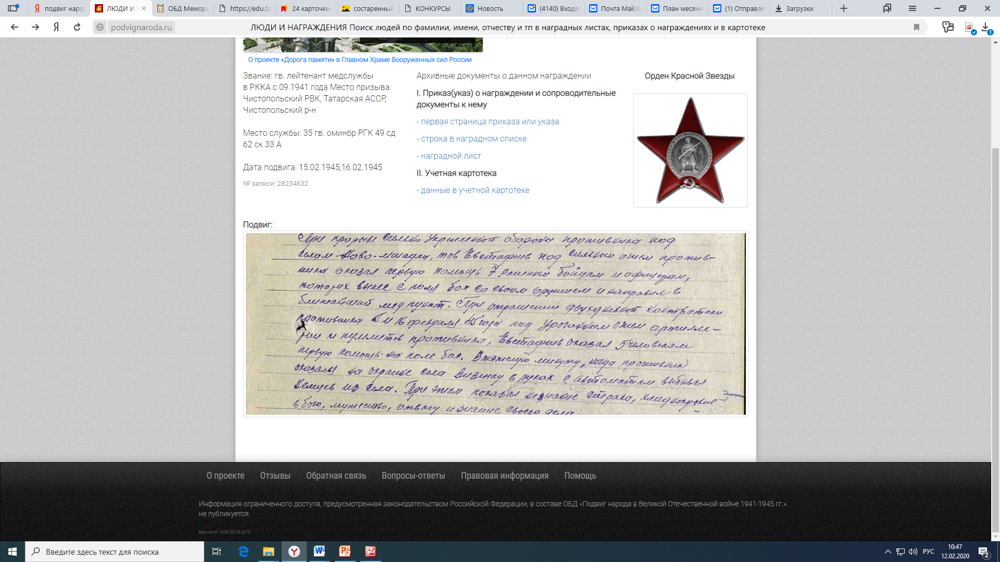 подвиг наро
ЛЮДИ И Н
ОБД Мемори
https://edu.ta
24 карточки
состаренный
КОНКУРСЫ
Новость
(4140) Входящ
Почта Mail.ru
План месячн
(1) Отправле
Загрузки
podvignaroda.ru
ЛЮДИ И НАГРАЖДЕНИЯ Поиск людей по фамилии, имени, отчеству и тп в наградных листах, приказах о награждениях и в картотеке
О проекте «Дорога памяти» в Главном Храме Вооруженных сил России
Звание: гв. лейтенант медслужбы
в РККА с 09.1941 года Место призыва:
Чистопольский РВК, Татарская АССР,
Чистопольский р-н
Место службы: 35 гв. оминбр РГК 49 сд
62 ск 33 А
Дата подвига: 15.02.1945,16.02.1945
№ записи: 28234632
Архивные документы о данном награждении
I. Приказ(указ) о награждении и сопроводительные
документы к нему
- первая страница приказа или указа
- строка в наградном списке
- наградной лист
II. Учетная картотека
- данные в учетной картотеке
Орден Красной Звезды
Подвиг:
При прорыве сильно укрепленной обороны противника под
селом Ново-, тов Евстафьев под сильным огнем против-
ника оказал первую помощь 7 раненым бойцам и офицерам,
которых вынес с поля боя со своим оружием и направил в
ближайший медпункт. При отражении двухдневной контратаки
противника 15 и 16 февраля 45 года под ураганным огнем артилле-
рии и пулеметов противника, Евстафьев оказал 5 человекам
первую помощь на поле боя. В тяжелую минуту, когда противник
оказался на окраине села Визенау в руках с автоматом выбивал
немцев из села. При этом показал незнание страха, хладнокровие
в бою, мужество, отвагу и знание своего дела.
О проекте
Отзывы
Обратная связь
Вопросы-ответы
Правовая информация
Помощь
Информация ограниченного доступа, предусмотренная законодательством Российской Федерации, в составе ОБД «Подвиг народа в Великой Отечественной войне 1941-1945 гг.»
не публикуется.
Версия от 13:33 25.09.2019
Введите здесь текст для поиска
РУС
10:47
12.02.2020
2